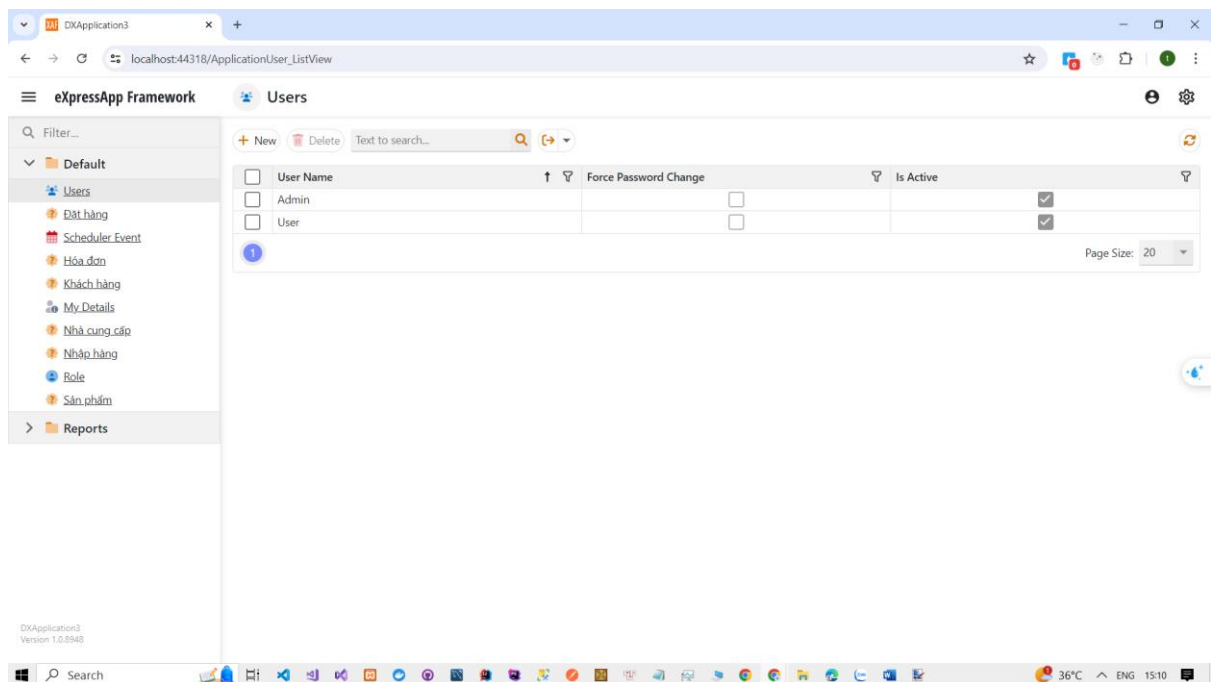 DXApplication3
localhost:44318/ApplicationUser_ListView
eXpressApp Framework
Users
Filter...
Default
Users
Đặt hàng
Scheduler Event
Hóa đơn
Khách hàng
My Details
Nhà cung cấp
Nhập hàng
Role
Sản phẩm
Reports
New Delete Text to search...
User Name Force Password Change Is Active
Admin
User
1 Page Size: 20
DXApplication3
Version 1.0.8948
Search 36°C ENG 15:10